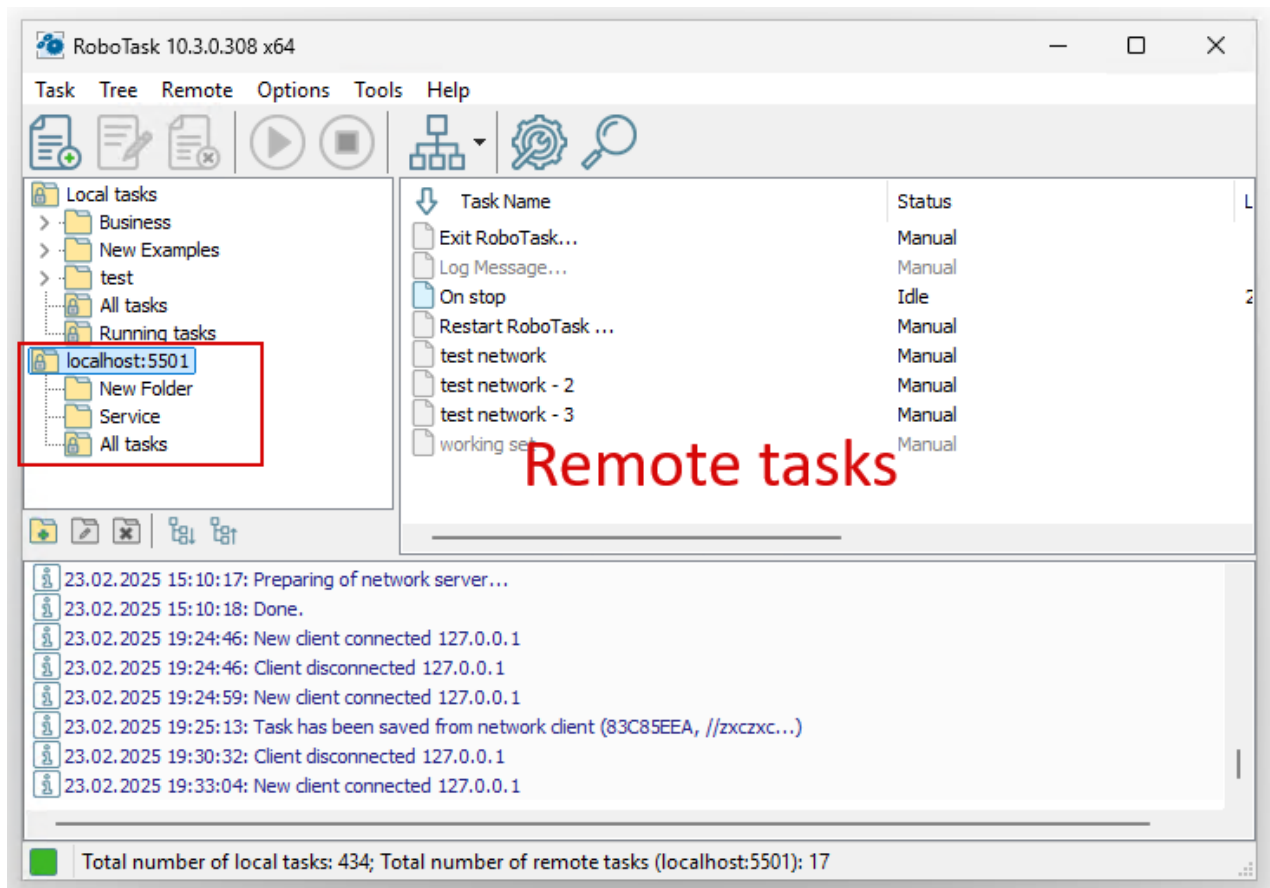 RoboTask 10.3.0.308 x64
Task Tree Remote Options Tools Help
Local tasks
Business
New Examples
test
All tasks
Running tasks
localhost:5501
New Folder
Service
All tasks
Task Name Status L
Exit RoboTask... Manual
Log Message... Manual
On stop Idle 2
Restart RoboTask ... Manual
test network Manual
test network - 2 Manual
test network - 3 Manual
working set Manual
Remote tasks
23.02.2025 15:10:17: Preparing of network server...
23.02.2025 15:10:18: Done.
23.02.2025 19:24:46: New client connected 127.0.0.1
23.02.2025 19:24:46: Client disconnected 127.0.0.1
23.02.2025 19:24:59: New client connected 127.0.0.1
23.02.2025 19:25:13: Task has been saved from network client (83C85EEA, //zxczxc...)
23.02.2025 19:30:32: Client disconnected 127.0.0.1
23.02.2025 19:33:04: New client connected 127.0.0.1
Total number of local tasks: 434; Total number of remote tasks (localhost:5501): 17